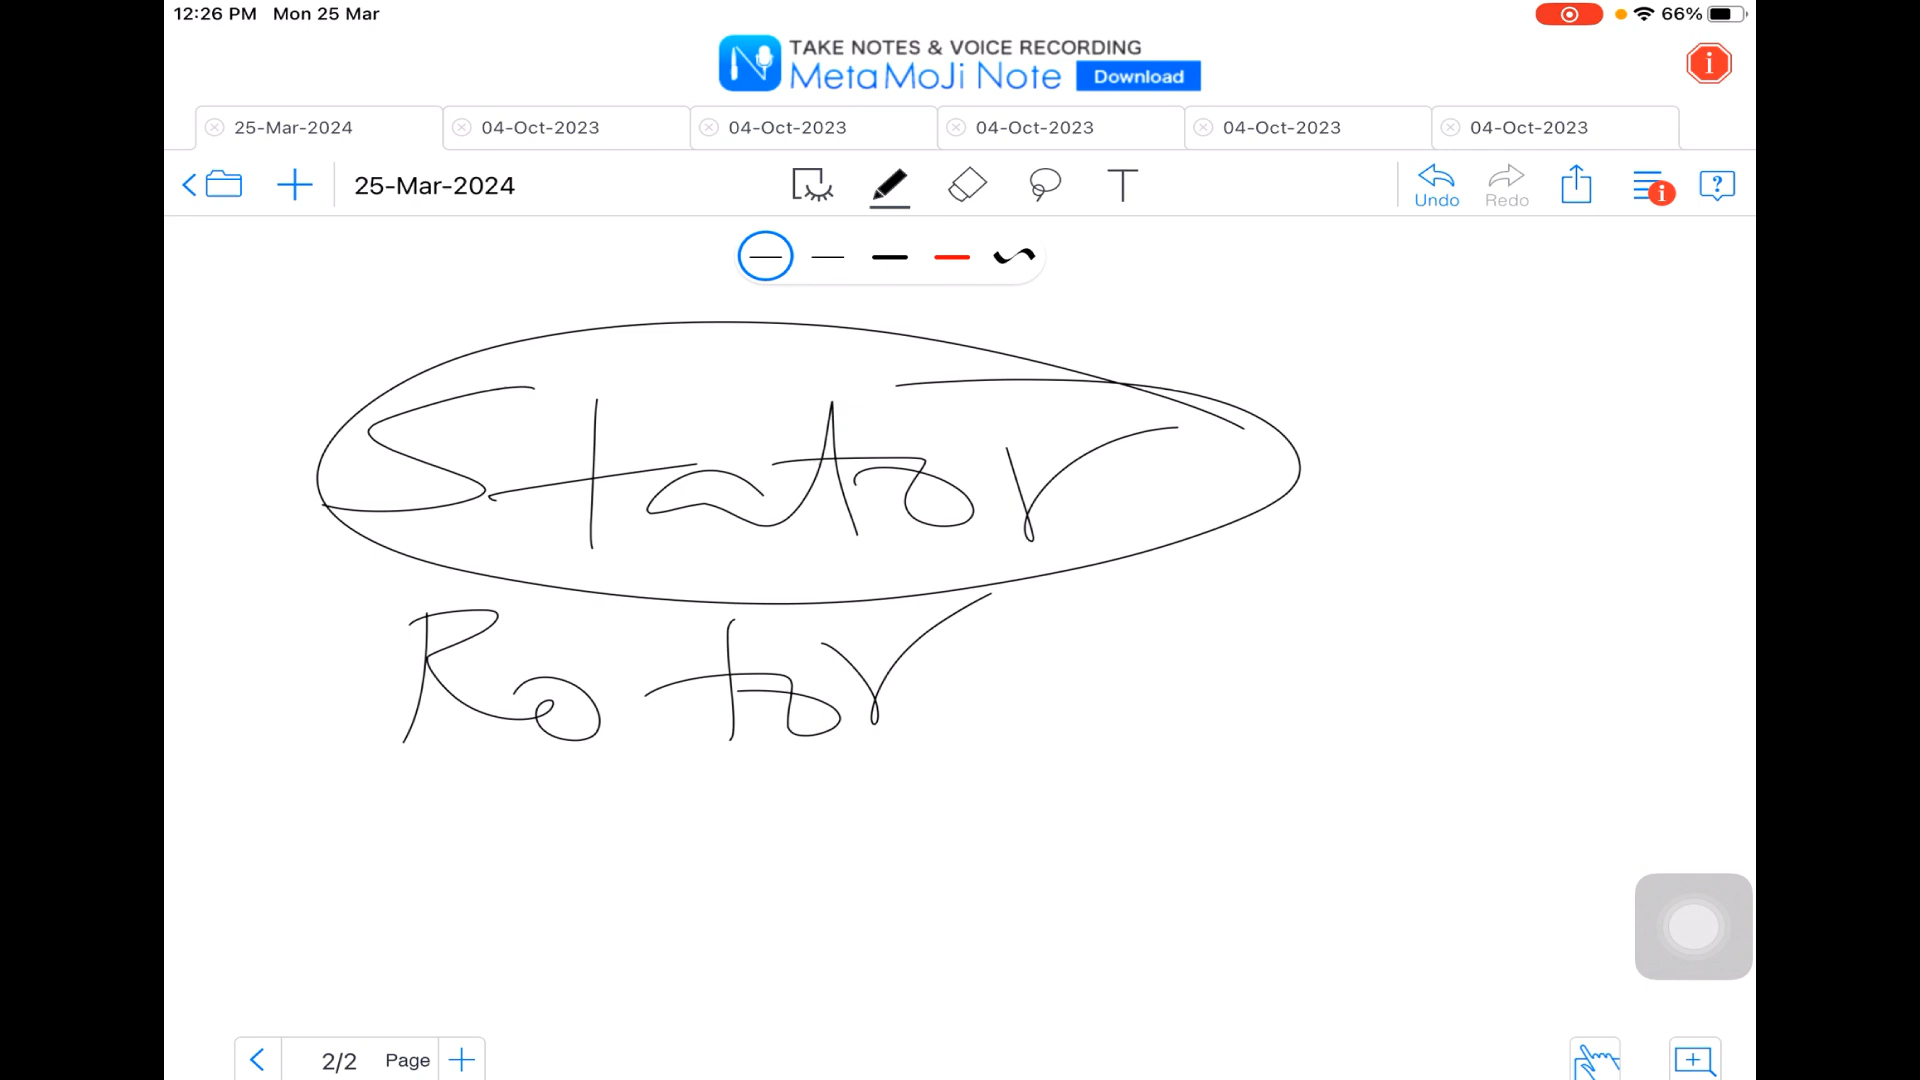 12:26 PM Mon 25 Mar
66%
TAKE NOTES & VOICE RECORDING
MetaMoJi Note Download
25-Mar-2024 04-Oct-2023 04-Oct-2023 04-Oct-2023 04-Oct-2023 04-Oct-2023
25-Mar-2024 T Undo Redo
Stator
Rotor
2/2 Page